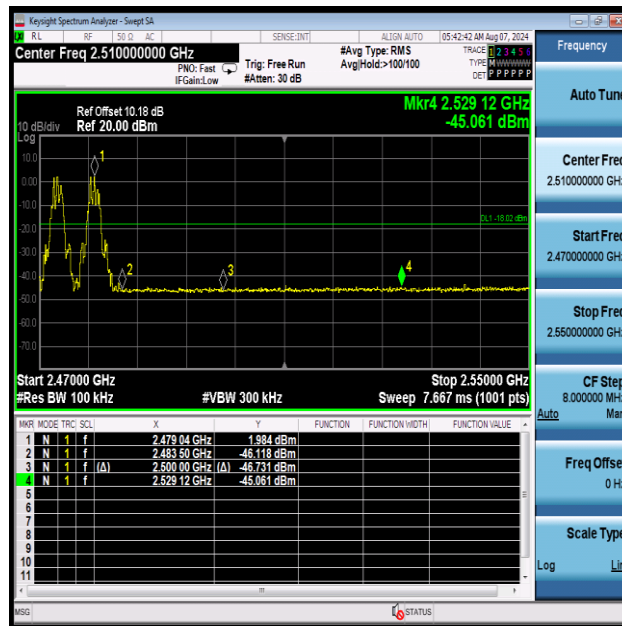 Keysight Spectrum Analyzer - Swept SA
RL RF 50 Ω AC SENSE:INT ALIGN AUTO 05:42:42 AM Aug 07, 2024
Center Freq 2.510000000 GHz
PNO: Fast
IFGain:Low
Trig: Free Run
#Atten: 30 dB
#Avg Type: RMS
Avg|Hold:>100/100
TRACE 1 2 3 4 5 6
TYPE M W W W W W
DET P P P P P P
Ref Offset 10.18 dB
Ref 20.00 dBm
10 dB/div
Log
Mkr4 2.529 12 GHz
-45.061 dBm
10.0
0.00
-10.0
-20.0
-30.0
-40.0
-50.0
-60.0
-70.0
1
2
3
4
DL1 -18.02 dBm
Start 2.47000 GHz Stop 2.55000 GHz
#Res BW 100 kHz #VBW 300 kHz Sweep 7.667 ms (1001 pts)
MKR MODE TRC SCL X Y FUNCTION FUNCTION WIDTH FUNCTION VALUE
1 N 1 f 2.479 04 GHz 1.984 dBm
2 N 1 f 2.483 50 GHz -46.118 dBm
3 N 1 f (Δ) 2.500 00 GHz (Δ) -46.731 dBm
4 N 1 f 2.529 12 GHz -45.061 dBm
5
6
7
8
9
10
11
MSG STATUS
Frequency
Auto Tune
Center Freq
2.510000000 GHz
Start Freq
2.470000000 GHz
Stop Freq
2.550000000 GHz
CF Step
8.000000 MHz
Auto Man
Freq Offset
0 Hz
Scale Type
Log Lin